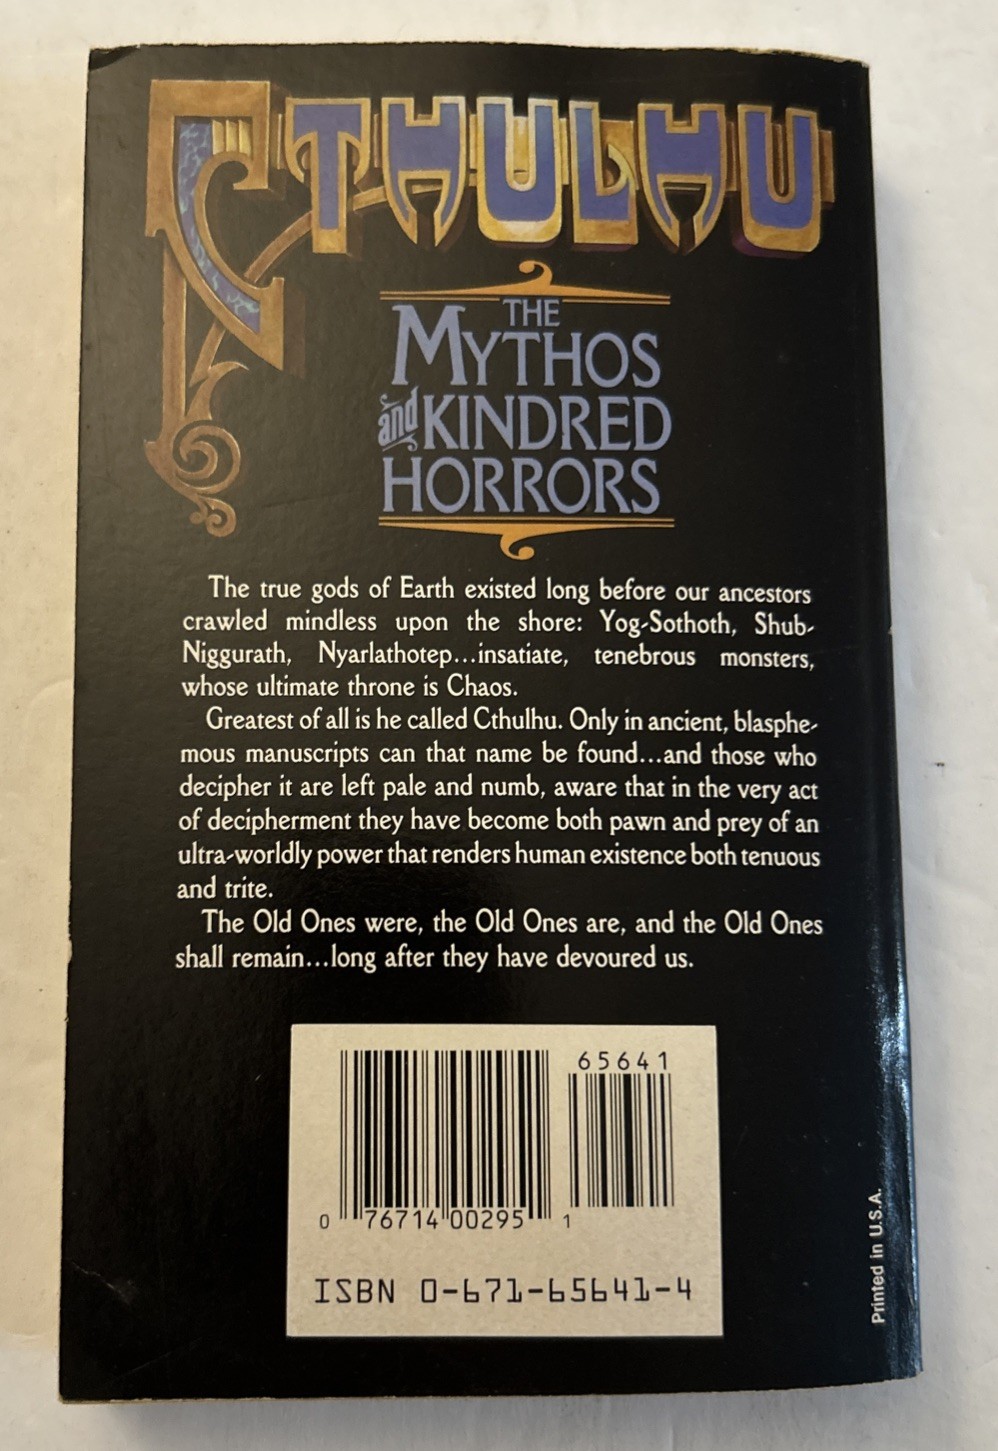 CTHULHU
THE
MYTHOS
and KINDRED
HORRORS
The true gods of Earth existed long before our ancestors
crawled mindless upon the shore: Yog-Sothoth, Shub-
Niggurath, Nyarlathotep...insatiate, tenebrous monsters,
whose ultimate throne is Chaos.
Greatest of all is he called Cthulhu. Only in ancient, blasphe-
mous manuscripts can that name be found...and those who
decipher it are left pale and numb, aware that in the very act
of decipherment they have become both pawn and prey of an
ultra-worldly power that renders human existence both tenuous
and trite.
The Old Ones were, the Old Ones are, and the Old Ones
shall remain...long after they have devoured us.
65641
0 76714 00295 1
ISBN 0-671-65641-4
Printed in U.S.A.